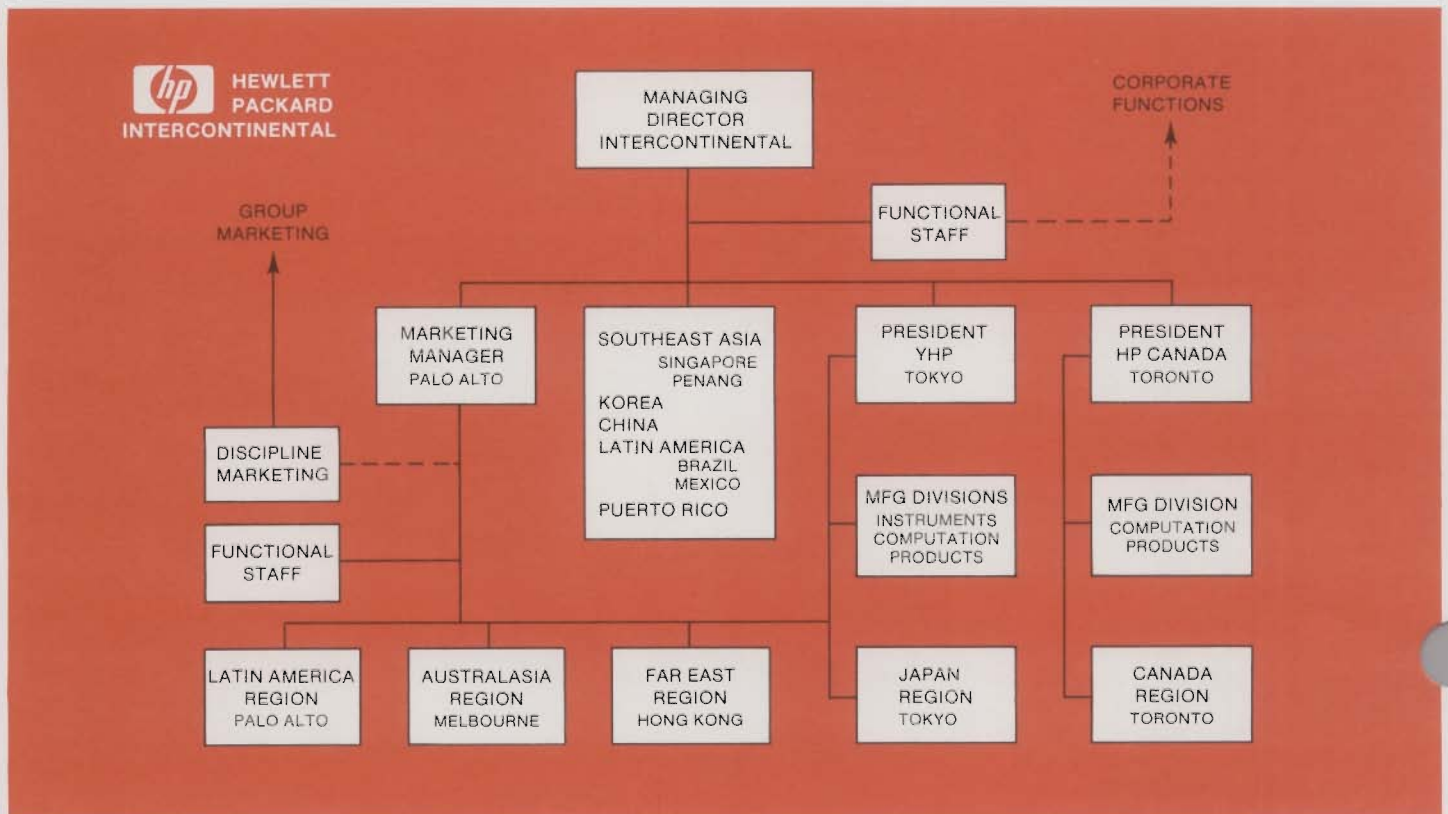 hp
HEWLETT
PACKARD
INTERCONTINENTAL
MANAGING
DIRECTOR
INTERCONTINENTAL
CORPORATE
FUNCTIONS
GROUP
MARKETING
FUNCTIONAL
STAFF
MARKETING
MANAGER
PALO ALTO
SOUTHEAST ASIA
SINGAPORE
PENANG
KOREA
CHINA
LATIN AMERICA
BRAZIL
MEXICO
PUERTO RICO
PRESIDENT
YHP
TOKYO
PRESIDENT
HP CANADA
TORONTO
DISCIPLINE
MARKETING
MFG DIVISIONS
INSTRUMENTS
COMPUTATION
PRODUCTS
MFG DIVISION
COMPUTATION
PRODUCTS
FUNCTIONAL
STAFF
LATIN AMERICA
REGION
PALO ALTO
AUSTRALASIA
REGION
MELBOURNE
FAR EAST
REGION
HONG KONG
JAPAN
REGION
TOKYO
CANADA
REGION
TORONTO